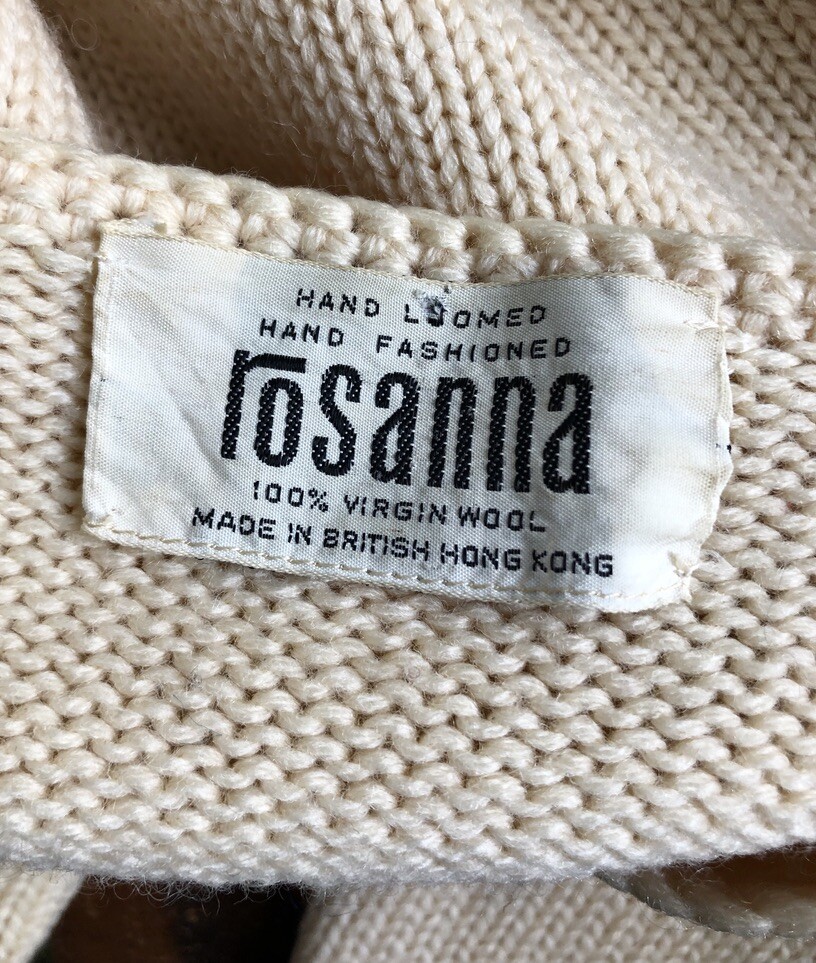 HAND LOOMED
HAND FASHIONED
rosanna
100% VIRGIN WOOL
MADE IN BRITISH HONG KONG